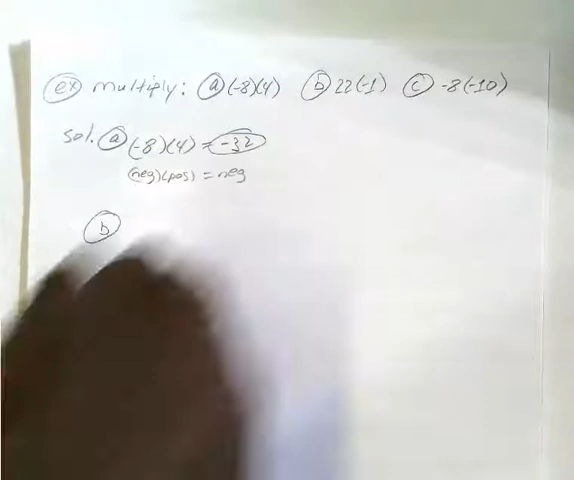 ex multiply: a (-8)(4) b 22(-1) c -8(-10)
sol. a (-8)(4) = -32
(neg)(pos) = neg
b